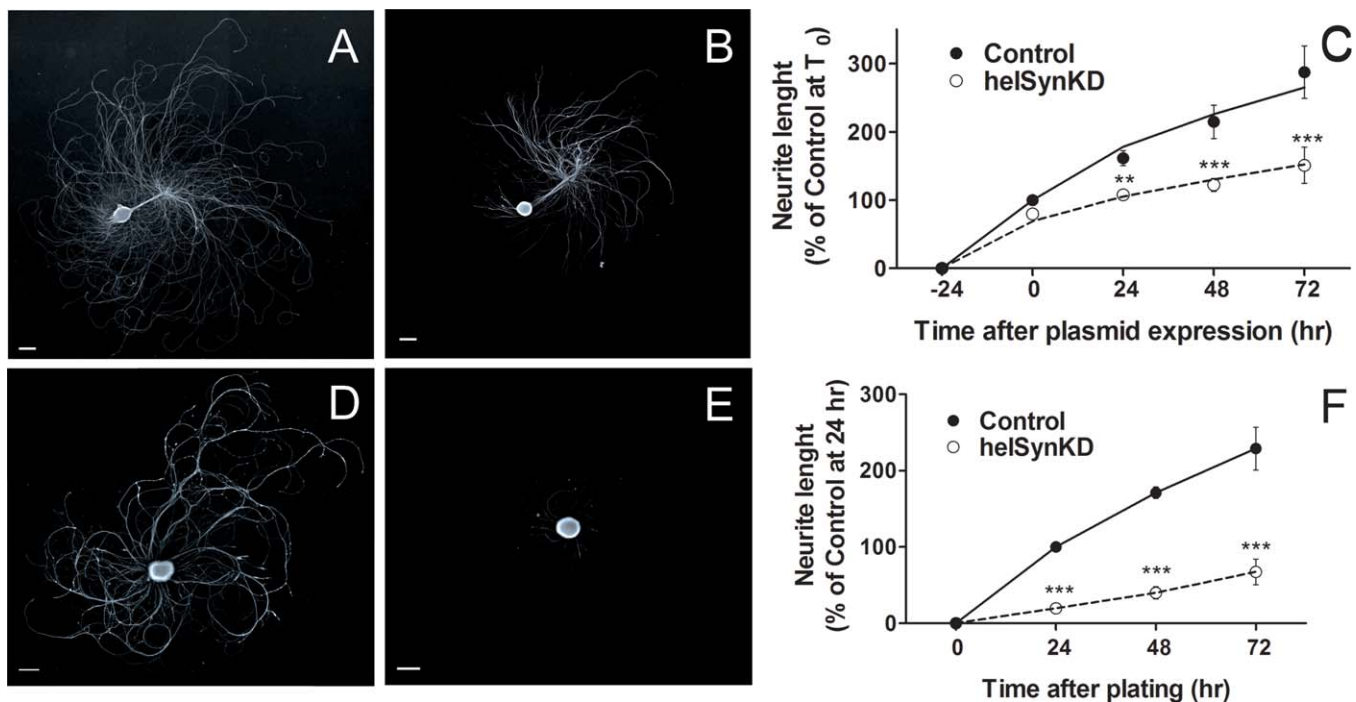 A
B
C
Control
helSynKD
Neurite lenght
(% of Control at T 0)
300
200
100
0
**
***
***
-24
0
24
48
72
Time after plasmid expression (hr)
D
E
F
Control
helSynKD
Neurite lenght
(% of Control at 24 hr)
300
200
100
0
***
***
***
0
24
48
72
Time after plating (hr)